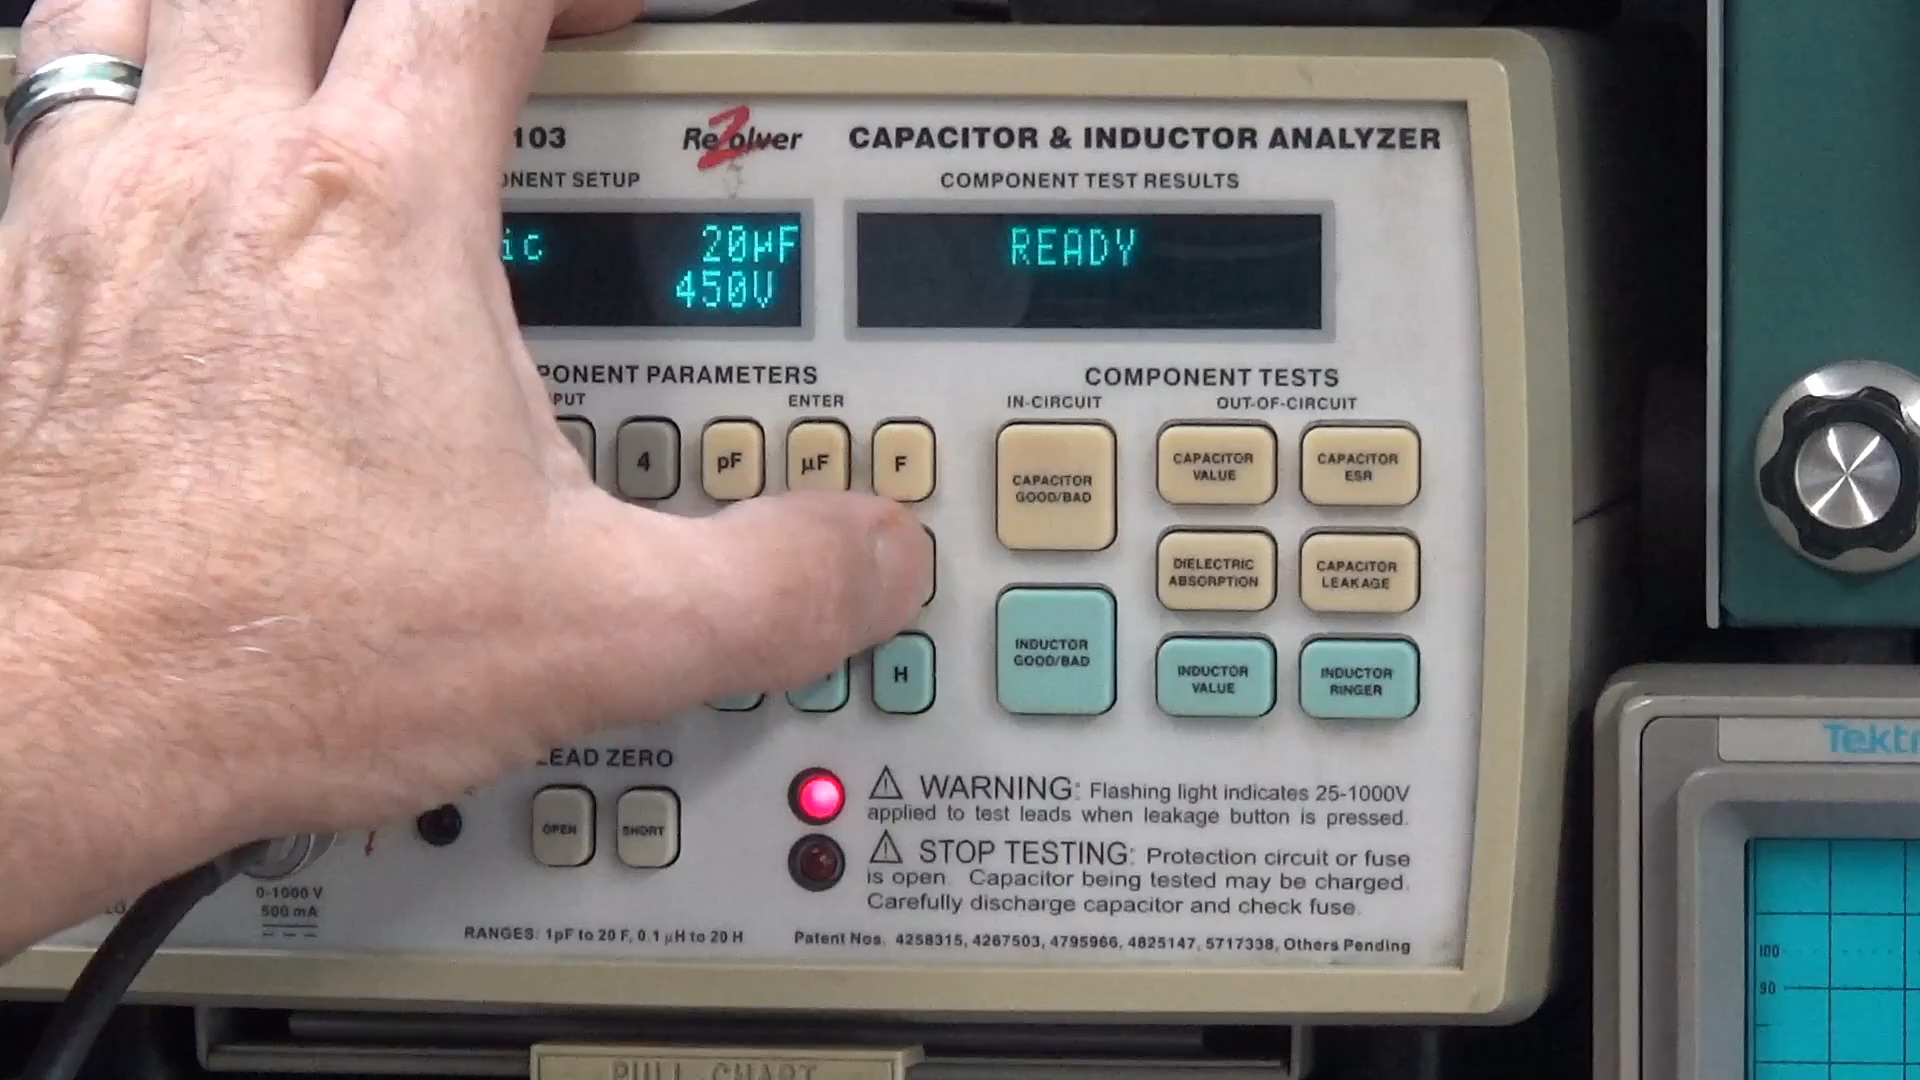 103
ReZolver
CAPACITOR & INDUCTOR ANALYZER
ONENT SETUP
COMPONENT TEST RESULTS
ic 20µF
450V
READY
PONENT PARAMETERS
COMPONENT TESTS
PUT
ENTER
IN-CIRCUIT
OUT-OF-CIRCUIT
4
pF
µF
F
CAPACITOR
GOOD/BAD
CAPACITOR
VALUE
CAPACITOR
ESR
DIELECTRIC
ABSORPTION
CAPACITOR
LEAKAGE
H
INDUCTOR
GOOD/BAD
INDUCTOR
VALUE
INDUCTOR
RINGER
LEAD ZERO
OPEN
SHORT
WARNING: Flashing light indicates 25-1000V
applied to test leads when leakage button is pressed.
STOP TESTING: Protection circuit or fuse
is open. Capacitor being tested may be charged.
Carefully discharge capacitor and check fuse.
0-1000 V
500 mA
RANGES: 1pF to 20 F, 0.1 µH to 20 H
Patent Nos. 4258315, 4267503, 4795966, 4825147, 5717338, Others Pending
PULL CHART
Tektr
100
90